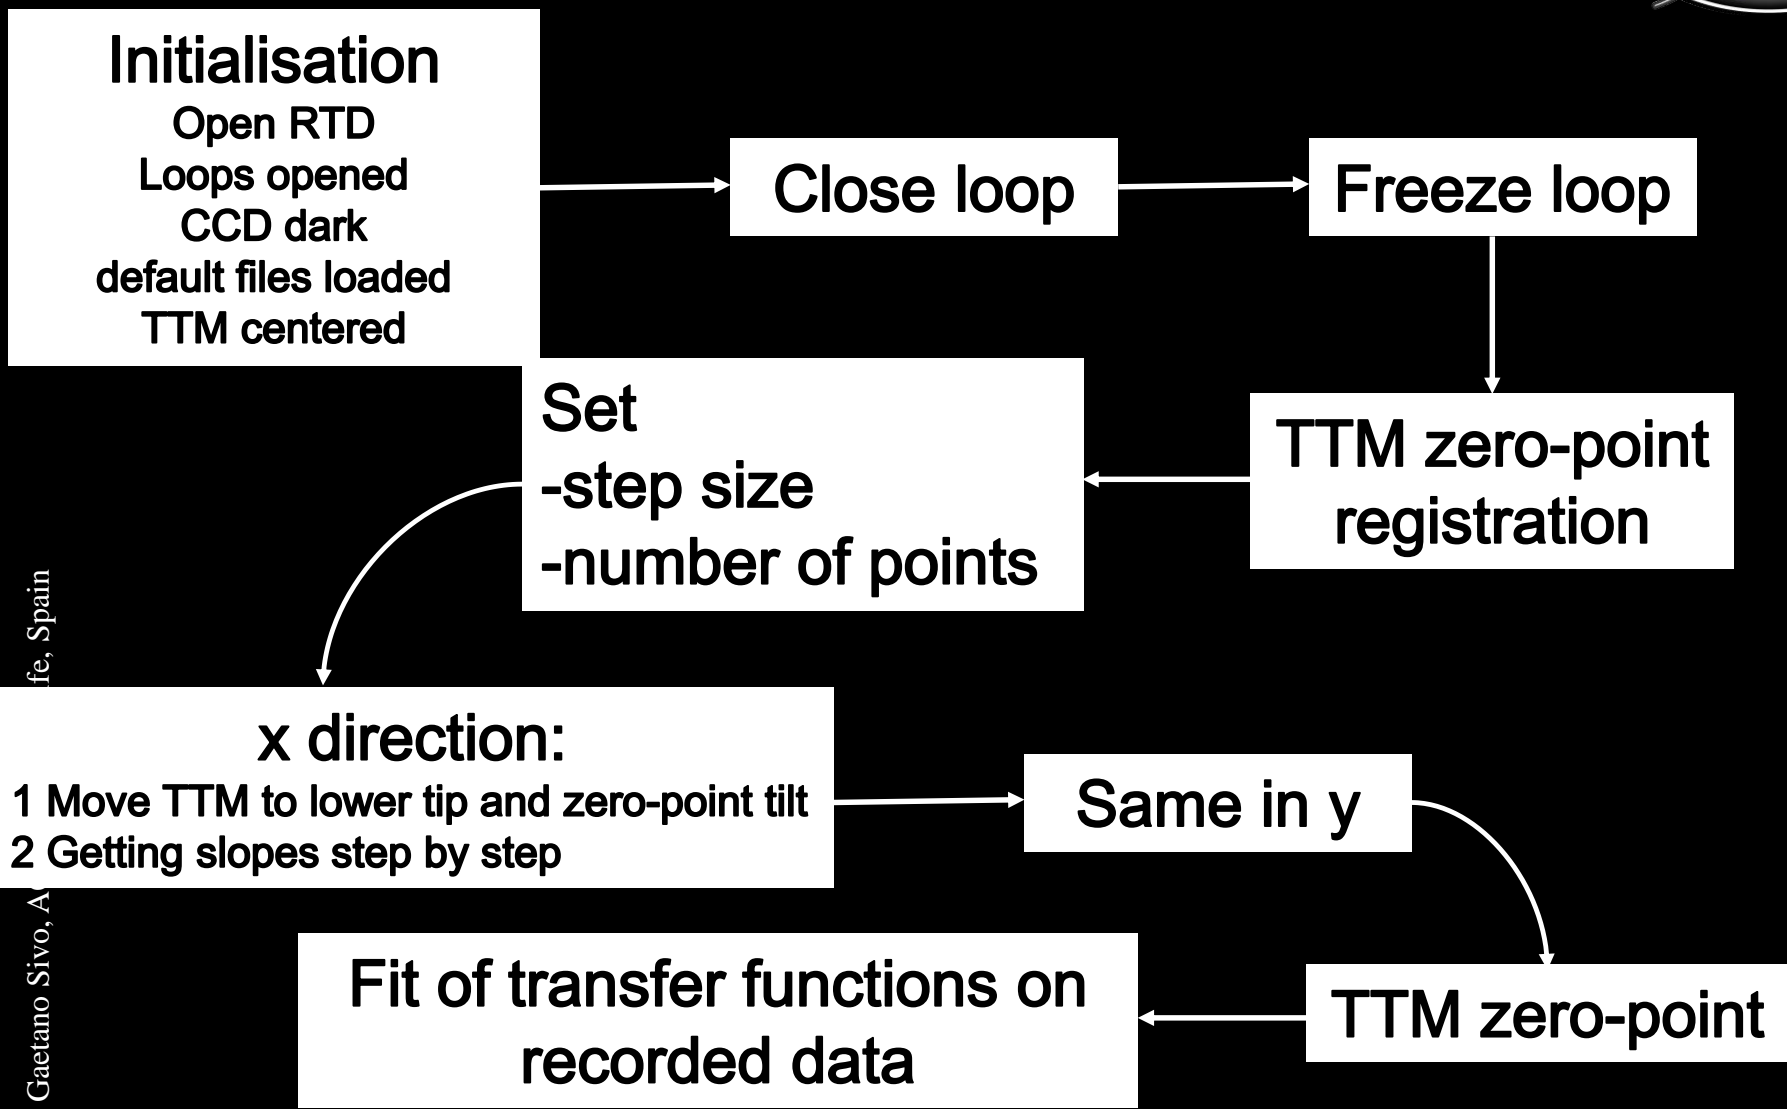 Initialisation
Open RTD
Loops opened
CCD dark
default files loaded
TTM centered
Close loop
Freeze loop
TTM zero-point
registration
Set
-step size
-number of points
x direction:
1 Move TTM to lower tip and zero-point tilt
2 Getting slopes step by step
Same in y
TTM zero-point
Fit of transfer functions on
recorded data
Gaetano Sivo, Spain